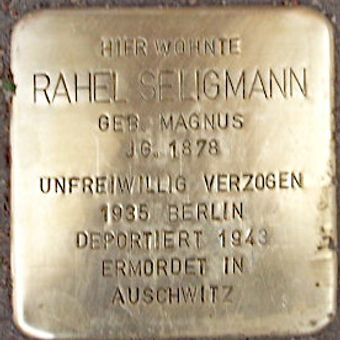 HIER WOHNTE
RAHEL SELIGMANN
GEB. MAGNUS
JG. 1878
UNFREIWILLIG VERZOGEN
1935 BERLIN
DEPORTIERT 1943
ERMORDET IN
AUSCHWITZ